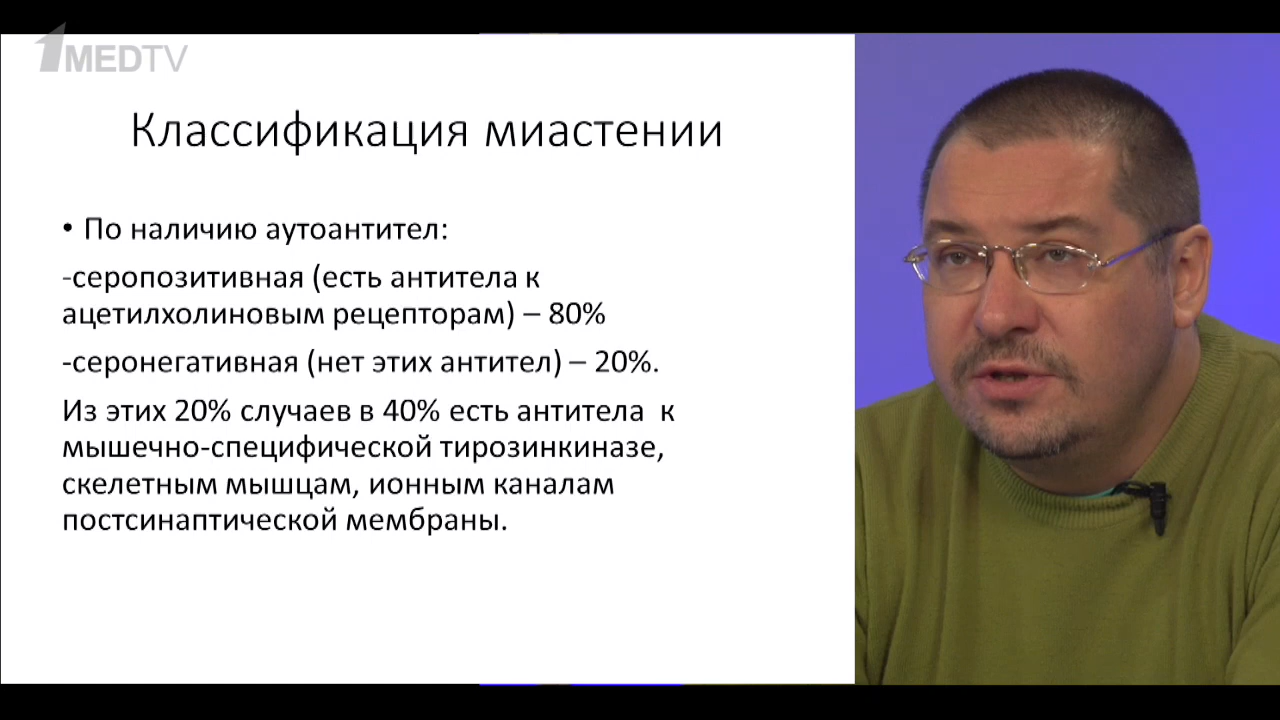 1MEDTV
Классификация миастении
• По наличию аутоантител:
-серопозитивная (есть антитела к
ацетилхолиновым рецепторам) – 80%
-серонегативная (нет этих антител) – 20%.
Из этих 20% случаев в 40% есть антитела к
мышечно-специфической тирозинкиназе,
скелетным мышцам, ионным каналам
постсинаптической мембраны.